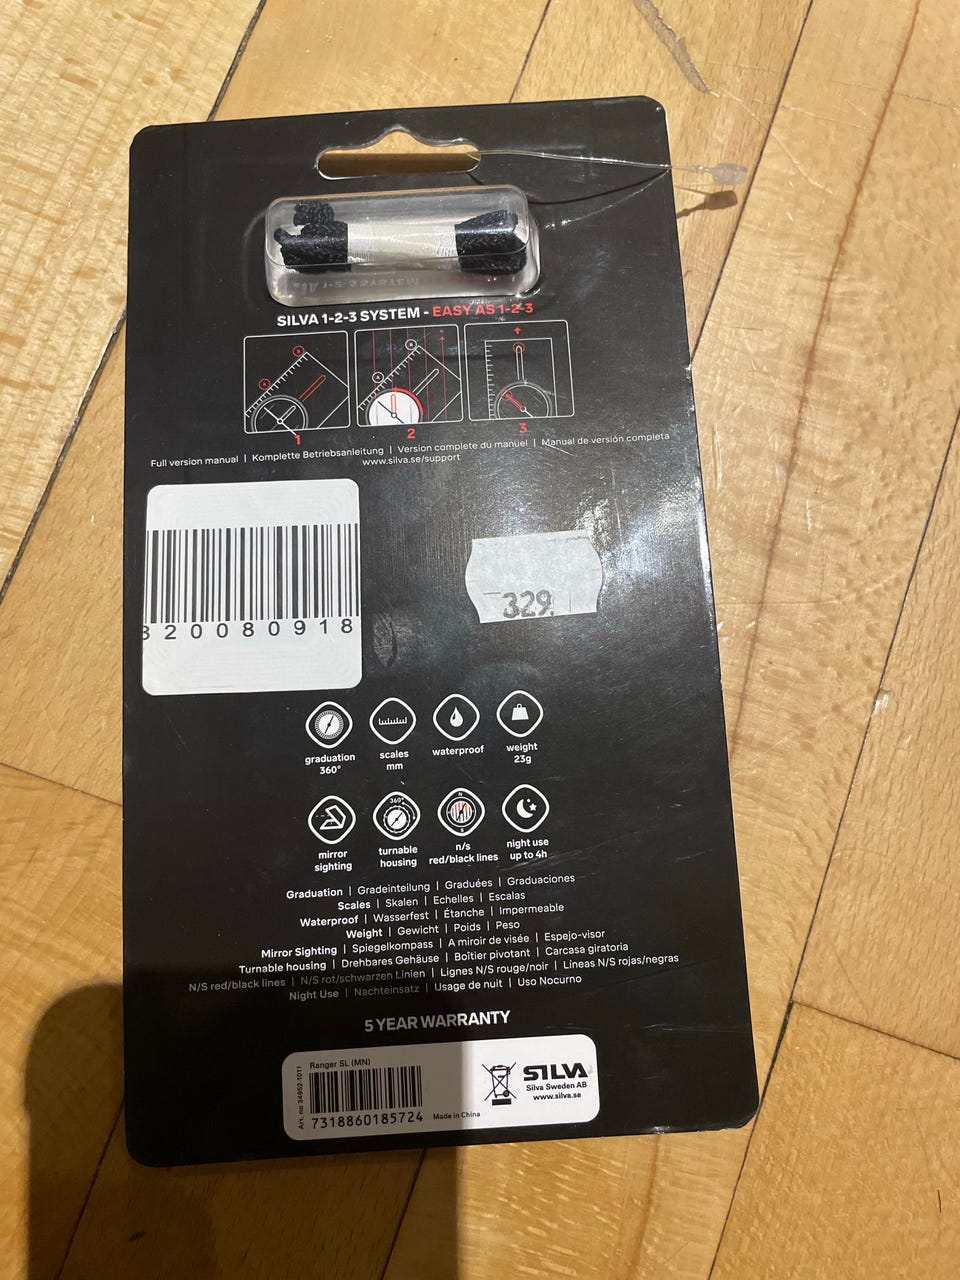 SILVA 1-2-3 SYSTEM - EASY AS 1-2-3
B
A
B
A
N
1
2
3
Full version manual | Komplette Betriebsanleitung | Version complete du manuel | Manual de versión completa
www.silva.se/support
320080918
329.
graduation
360°
scales
mm
waterproof
weight
23g
mirror
sighting
360°
turnable
housing
N
S
n/s
red/black lines
night use
up to 4h
Graduation | Gradeinteilung | Graduées | Graduaciones
Scales | Skalen | Echelles | Escalas
Waterproof | Wasserfest | Étanche | Impermeable
Weight | Gewicht | Poids | Peso
Mirror Sighting | Spiegelkompass | A miroir de visée | Espejo-visor
Turnable housing | Drehbares Gehäuse | Boîtier pivotant | Carcasa giratoria
N/S red/black lines | N/S rot/schwarzen Linien | Lignes N/S rouge/noir | Lineas N/S rojas/negras
Night Use | Nachteinsatz | Usage de nuit | Uso Nocurno
5 YEAR WARRANTY
Art. no 34952-1011
Ranger SL (MN)
7318860185724
Made in China
SILVA
Silva Sweden AB
www.silva.se